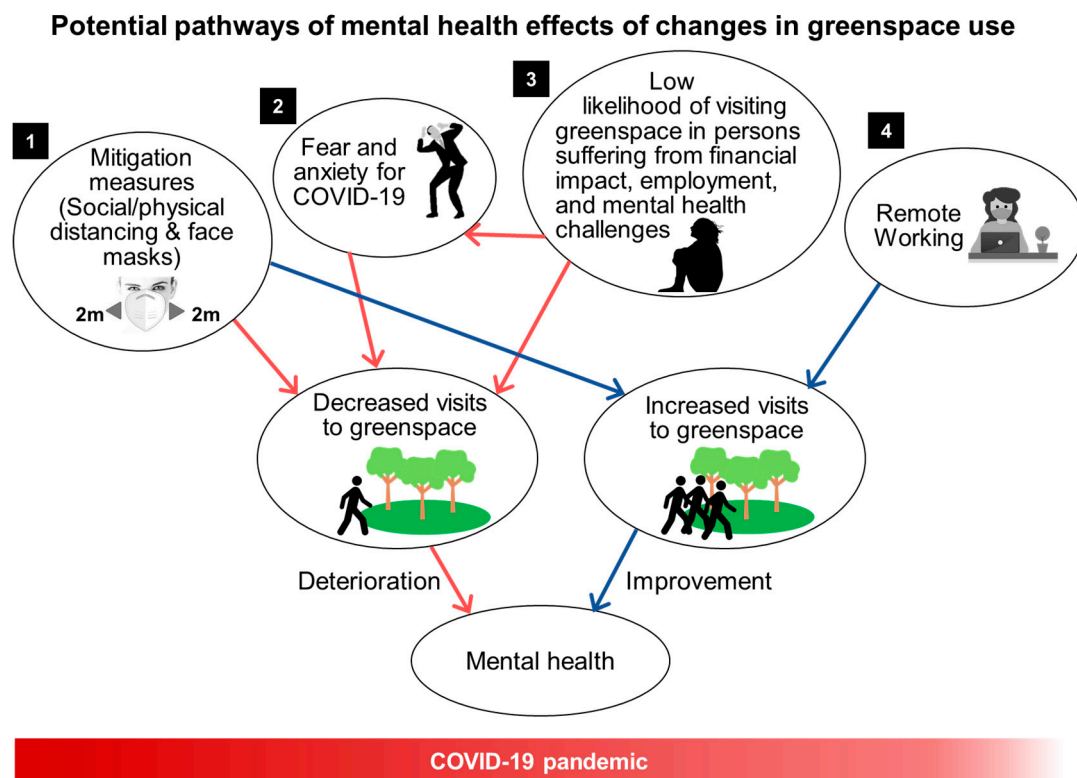 Potential pathways of mental health effects of changes in greenspace use
1
Mitigation
measures
(Social/physical
distancing & face
masks)
2m
2m
2
Fear and
anxiety for
COVID-19
3
Low
likelihood of visiting
greenspace in persons
suffering from financial
impact, employment,
and mental health
challenges
4
Remote
Working
Decreased visits
to greenspace
Increased visits
to greenspace
Deterioration
Improvement
Mental health
COVID-19 pandemic